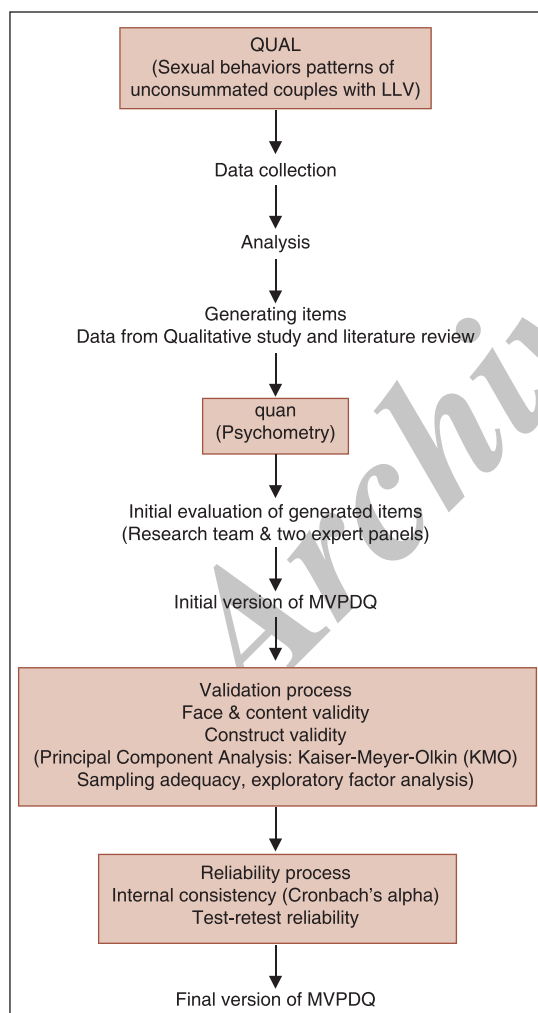 QUAL
(Sexual behaviors patterns of
unconsummated couples with LLV)
Data collection
Analysis
Generating items
Data from Qualitative study and literature review
quan
(Psychometry)
Initial evaluation of generated items
(Research team & two expert panels)
Initial version of MVPDQ
Validation process
Face & content validity
Construct validity
(Principal Component Analysis: Kaiser-Meyer-Olkin (KMO)
Sampling adequacy, exploratory factor analysis)
Reliability process
Internal consistency (Cronbach's alpha)
Test-retest reliability
Final version of MVPDQ
Archiv